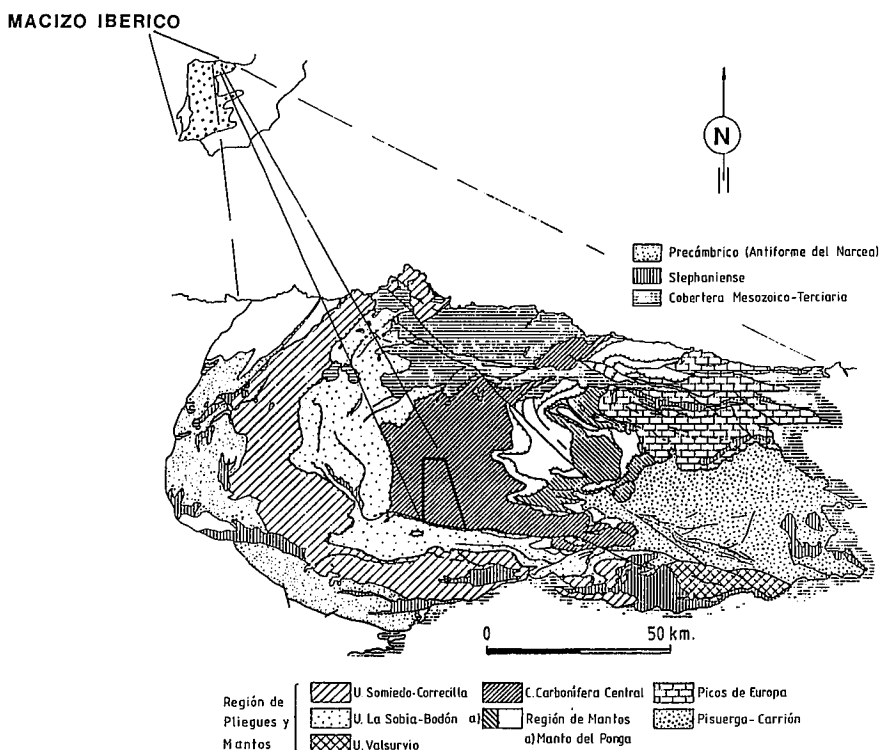 MACIZO IBERICO
N
Precámbrico (Antiforme del Narcea)
Stephaniense
Cobertera Mesozoico-Terciaria
0 50 km.
Región de
Pliegues y
Mantos
U. Somiedo-Correcilla
U. La Sobia-Bodón
U. Valsurvio
C. Carbonífera Central
a) Región de Mantos
a) Manto del Ponga
Picos de Europa
Pisuerga-Carrión